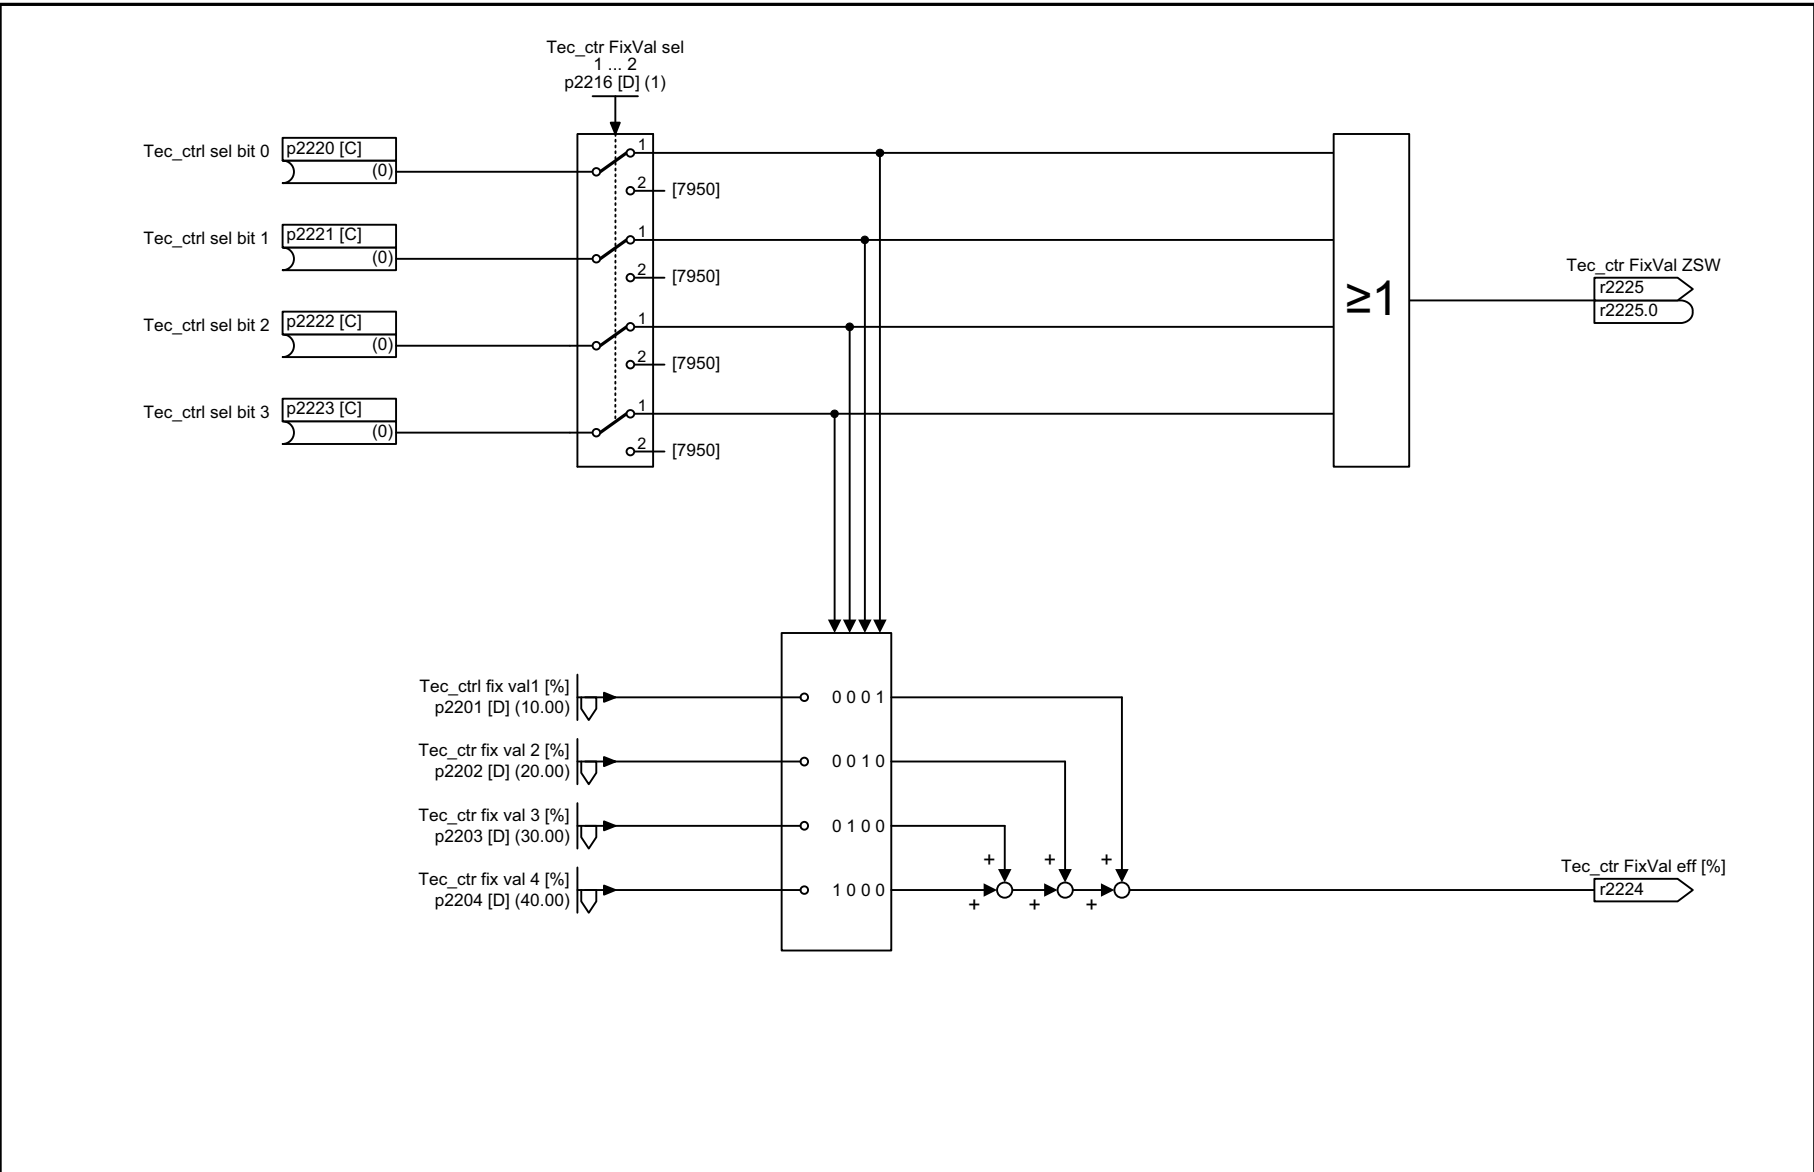 Tec_ctr FixVal sel
1 ... 2
p2216 [D] (1)
Tec_ctrl sel bit 0
p2220 [C]
(0)
1
2
[7950]
Tec_ctrl sel bit 1
p2221 [C]
(0)
1
2
[7950]
Tec_ctrl sel bit 2
p2222 [C]
(0)
1
2
[7950]
Tec_ctrl sel bit 3
p2223 [C]
(0)
1
2
[7950]
≥1
Tec_ctr FixVal ZSW
r2225
r2225.0
Tec_ctrl fix val1 [%]
p2201 [D] (10.00)
0 0 0 1
Tec_ctr fix val 2 [%]
p2202 [D] (20.00)
0 0 1 0
Tec_ctr fix val 3 [%]
p2203 [D] (30.00)
0 1 0 0
Tec_ctr fix val 4 [%]
p2204 [D] (40.00)
1 0 0 0
+ + +
+ + +
Tec_ctr FixVal eff [%]
r2224